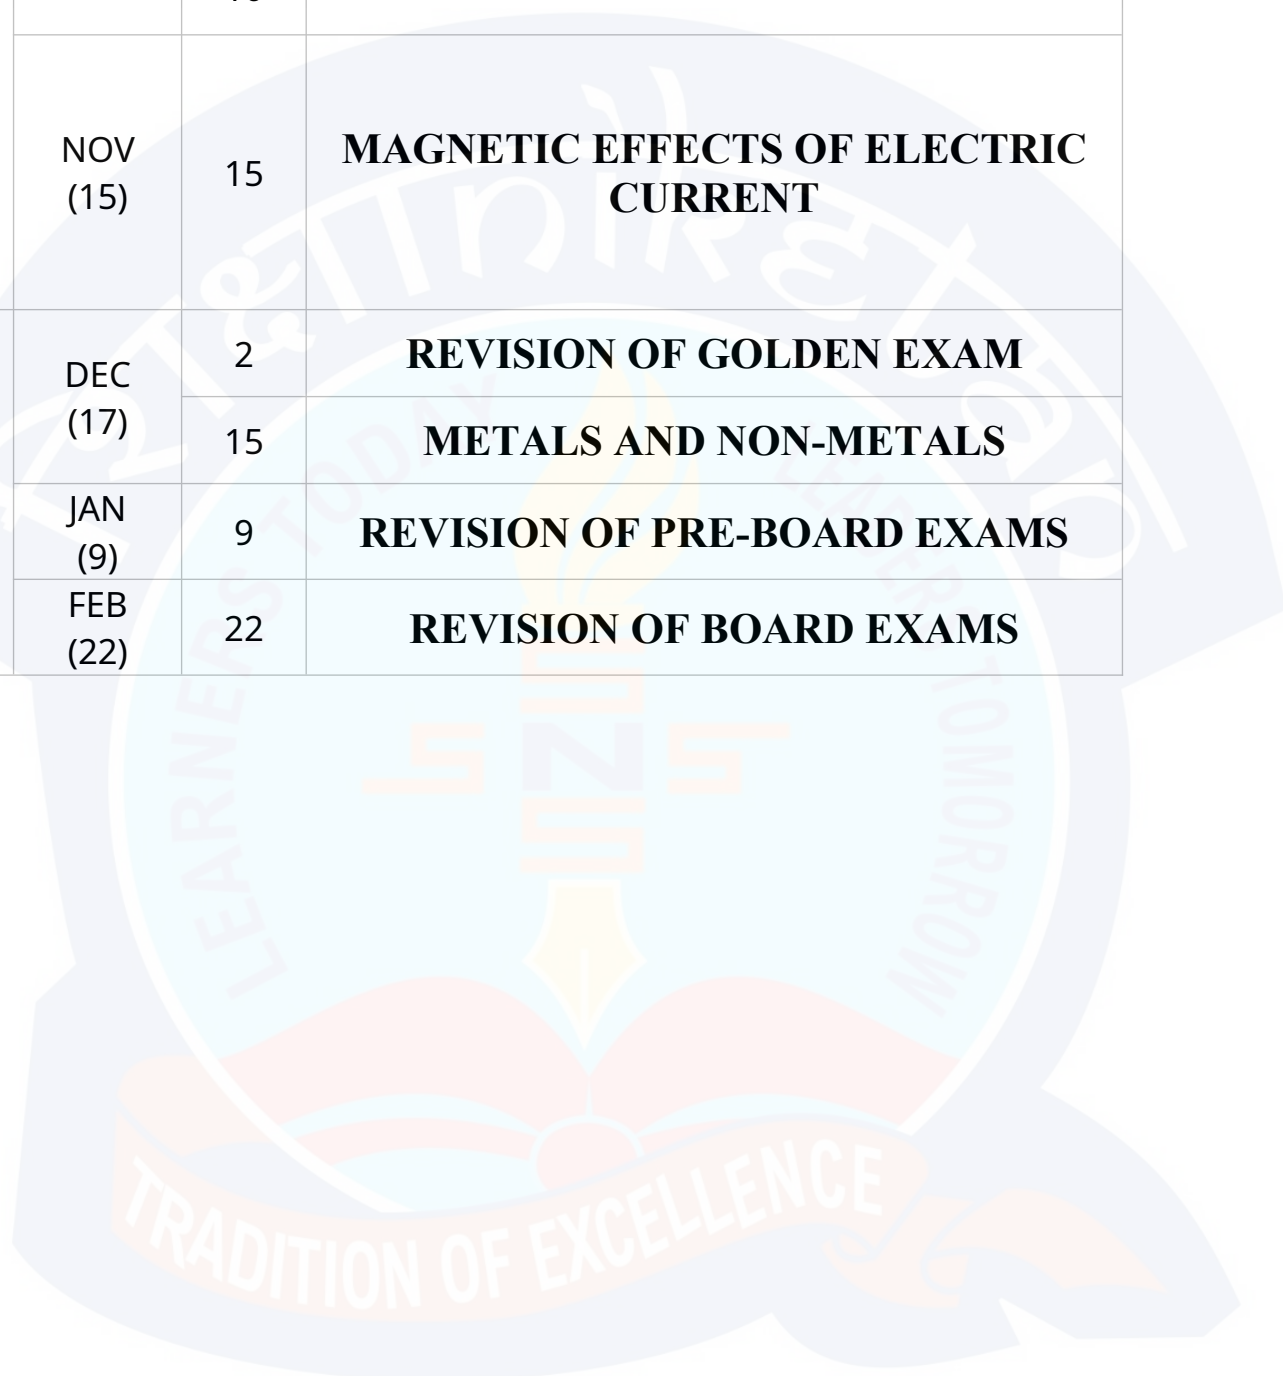 NOV
(15)
15
MAGNETIC EFFECTS OF ELECTRIC
CURRENT
DEC
(17)
2
REVISION OF GOLDEN EXAM
15
METALS AND NON-METALS
JAN
(9)
9
REVISION OF PRE-BOARD EXAMS
FEB
(22)
22
REVISION OF BOARD EXAMS
LEARNERS TODAY
LEADERS TOMORROW
SNS
TRADITION OF EXCELLENCE